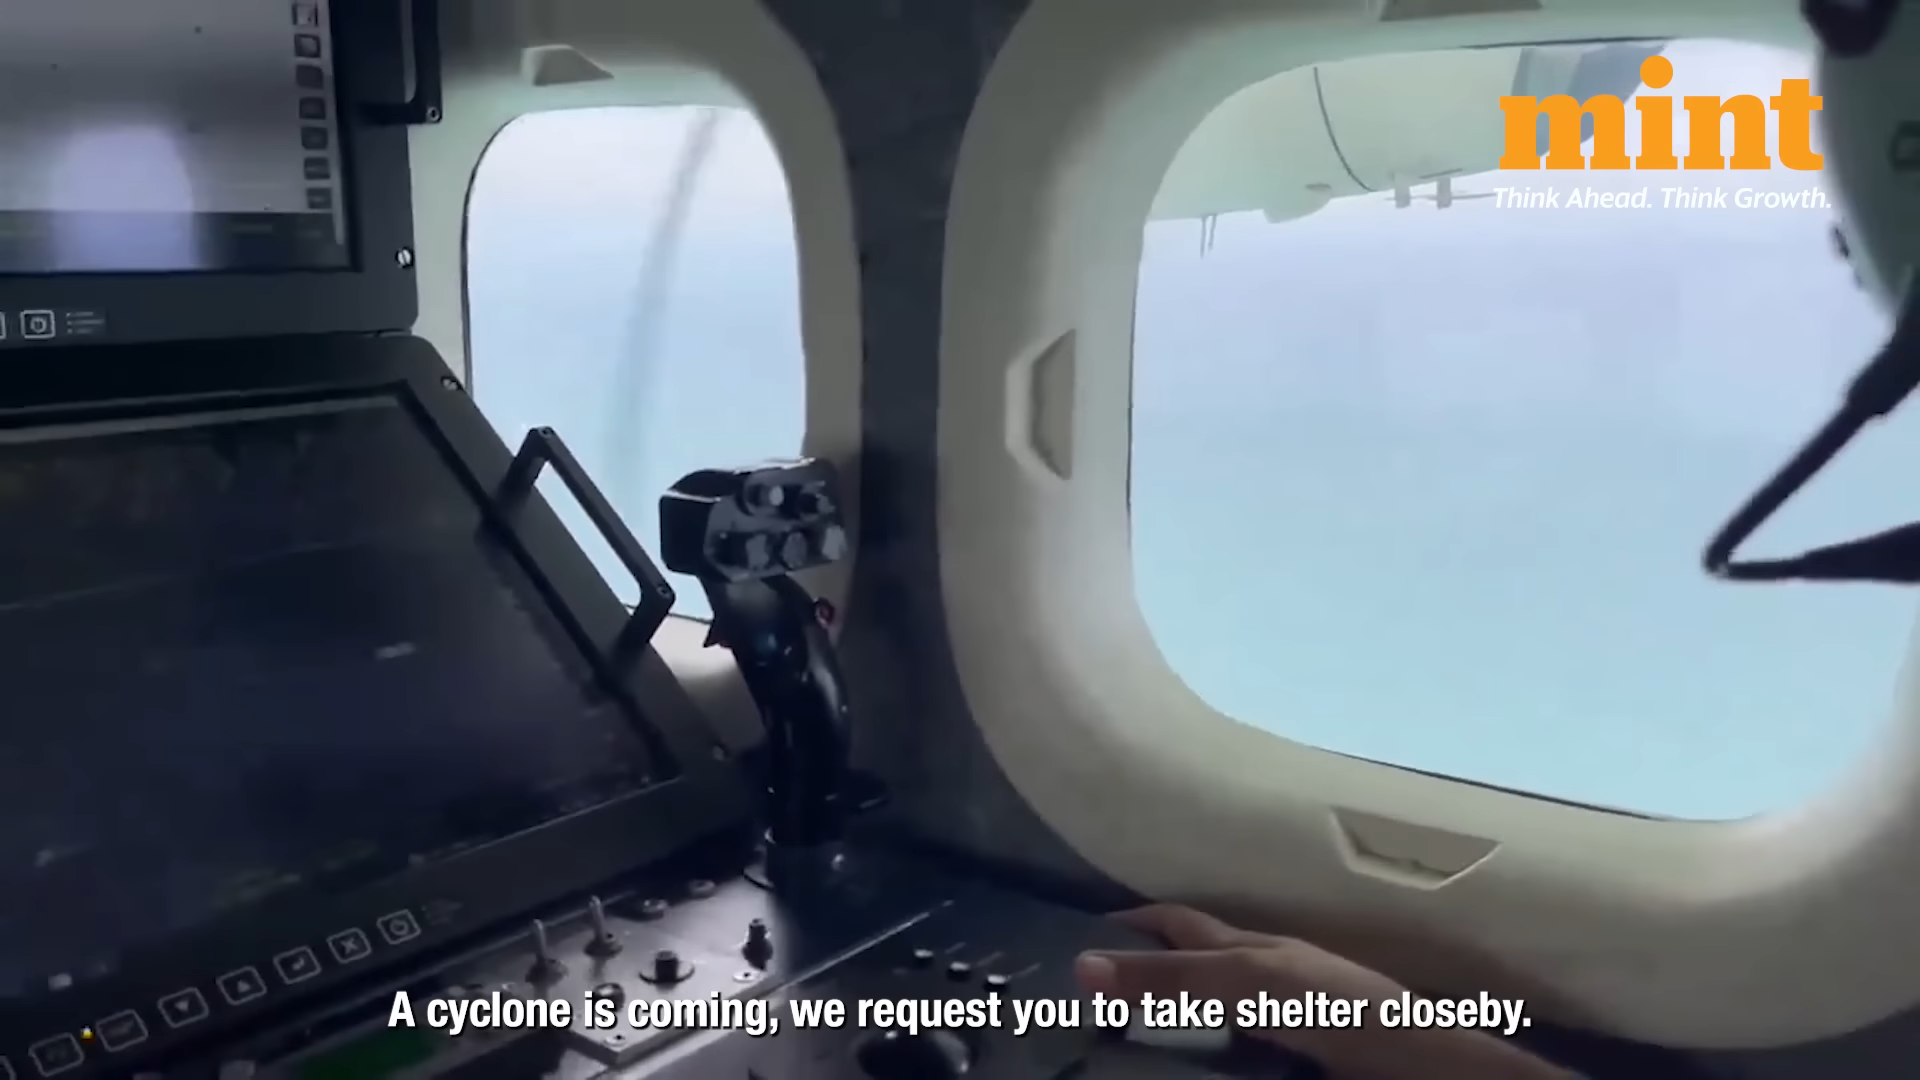 mint
Think Ahead. Think Growth.
A cyclone is coming, we request you to take shelter closeby.